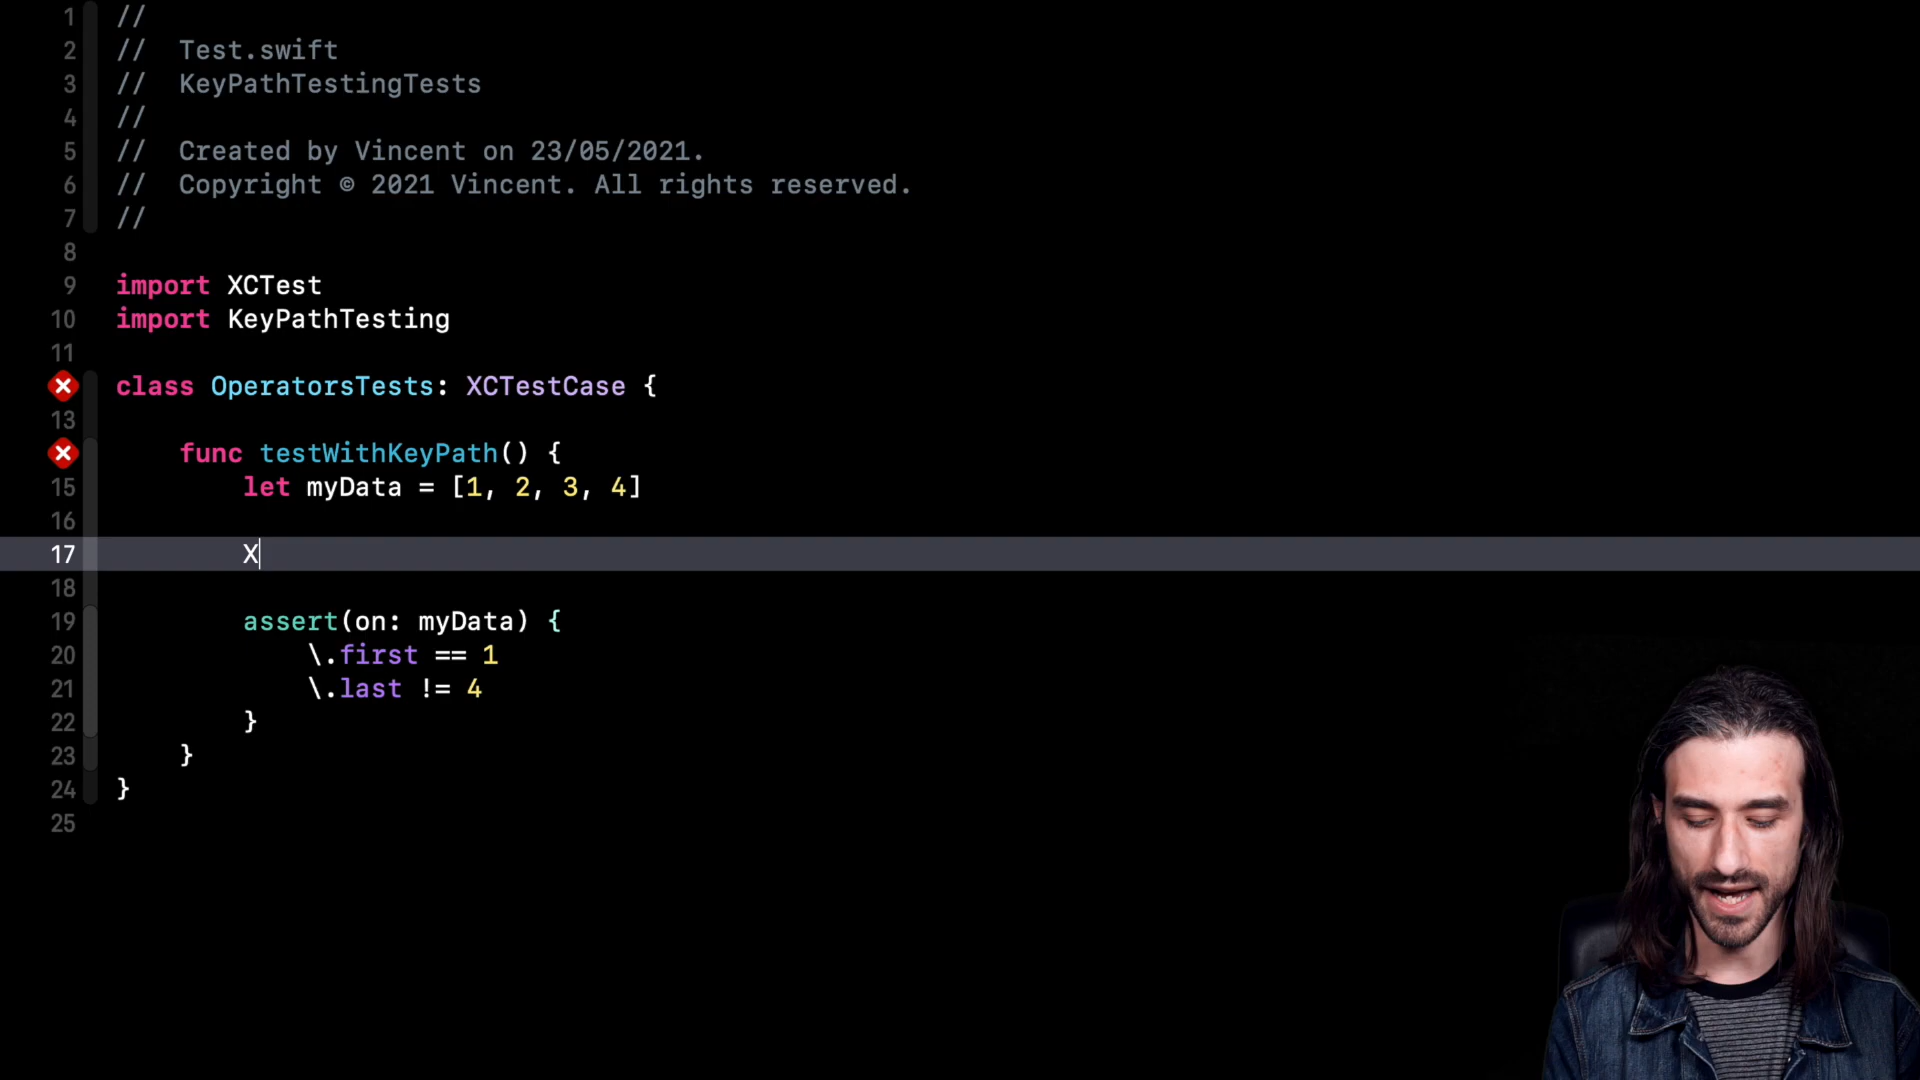 1 //
2 //  Test.swift
3 //  KeyPathTestingTests
4 //
5 //  Created by Vincent on 23/05/2021.
6 //  Copyright © 2021 Vincent. All rights reserved.
7 //
8
9 import XCTest
10 import KeyPathTesting
11
class OperatorsTests: XCTestCase {
13
func testWithKeyPath() {
15 let myData = [1, 2, 3, 4]
16
17 X
18
19 assert(on: myData) {
20 \.first == 1
21 \.last != 4
22 }
23 }
24 }
25